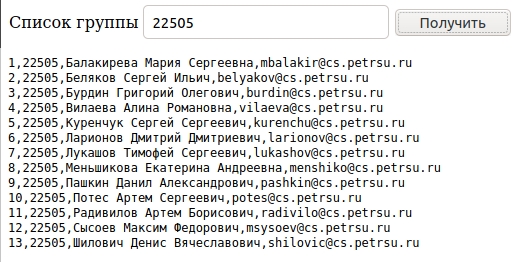 Список группы 22505 Получить
1,22505,Балакирева Мария Сергеевна,mbalakir@cs.petrsu.ru
2,22505,Беляков Сергей Ильич,belyakov@cs.petrsu.ru
3,22505,Бурдин Григорий Олегович,burdin@cs.petrsu.ru
4,22505,Вилаева Алина Романовна,vilaeva@cs.petrsu.ru
5,22505,Куренчук Сергей Сергеевич,kurenchu@cs.petrsu.ru
6,22505,Ларионов Дмитрий Дмитриевич,larionov@cs.petrsu.ru
7,22505,Лукашов Тимофей Сергеевич,lukashov@cs.petrsu.ru
8,22505,Меньшикова Екатерина Андреевна,menshiko@cs.petrsu.ru
9,22505,Пашкин Данил Александрович,pashkin@cs.petrsu.ru
10,22505,Потес Артем Сергеевич,potes@cs.petrsu.ru
11,22505,Радивилов Артем Борисович,radivilo@cs.petrsu.ru
12,22505,Сысоев Максим Федорович,msysoev@cs.petrsu.ru
13,22505,Шилович Денис Вячеславович,shilovic@cs.petrsu.ru